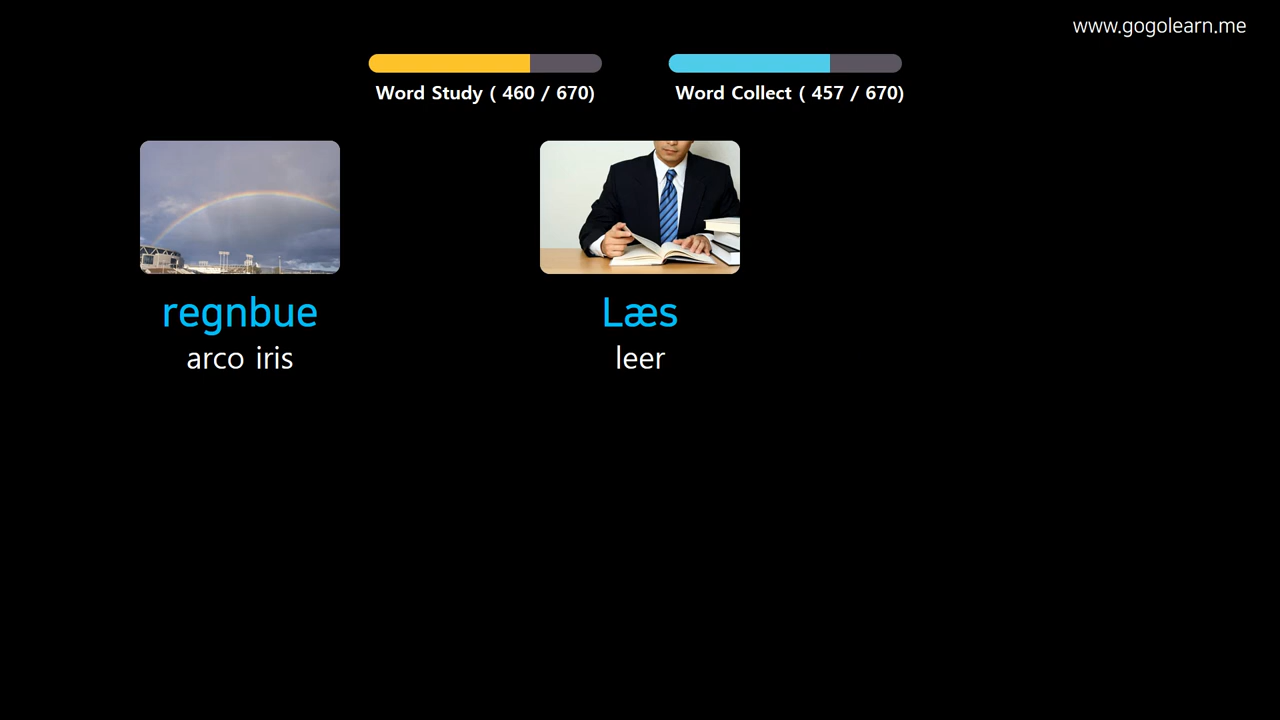 www.gogolearn.me
Word Study ( 460 / 670)
Word Collect ( 457 / 670)
regnbue
arco iris
Læs
leer